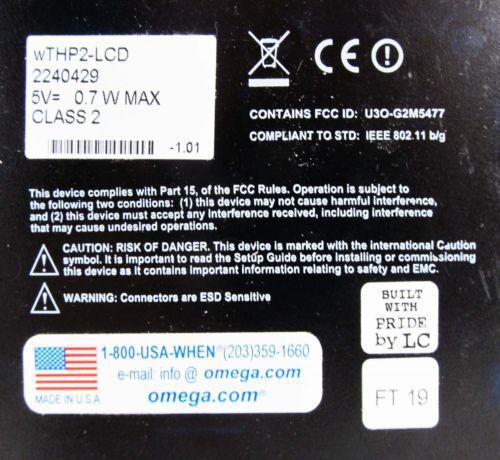 wTHP2-LCD
2240429
5V= 0.7 W MAX
CLASS 2
-1.01
CE FC
CONTAINS FCC ID: U3O-G2M5477
COMPLIANT TO STD: IEEE 802.11 b/g
This device complies with Part 15, of the FCC Rules. Operation is subject to
the following two conditions: (1) this device may not cause harmful interference,
and (2) this device must accept any interference received, including interference
that may cause undesired operations.
CAUTION: RISK OF DANGER. This device is marked with the international Caution
symbol. It is important to read the Setup Guide before installing or commissioning
this device as it contains important information relating to safety and EMC.
WARNING: Connectors are ESD Sensitive
BUILT
WITH
PRIDE
by LC
FT 19
1-800-USA-WHEN® (203)359-1660
e-mail: info @ omega.com
omega.com®
MADE IN U.S.A.